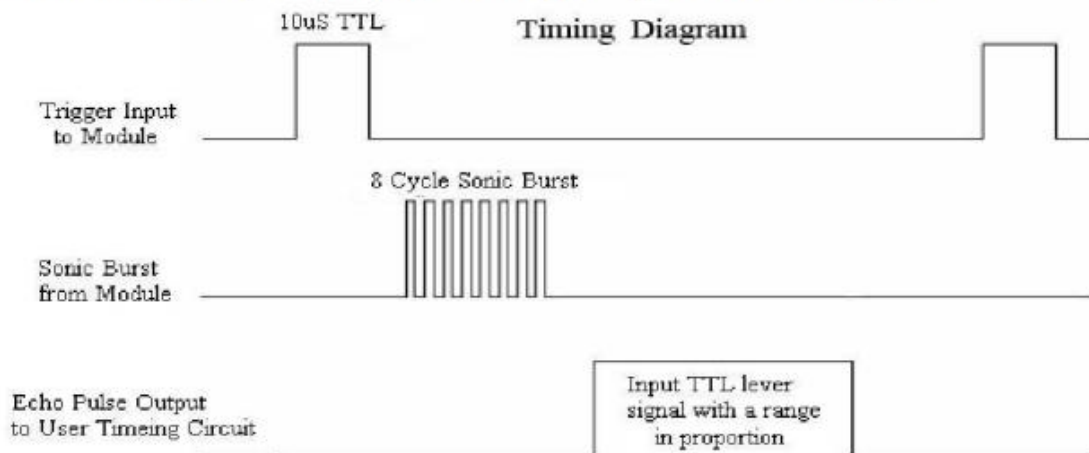 10uS TTL
Timing Diagram
Trigger Input
to Module
8 Cycle Sonic Burst
Sonic Burst
from Module
Echo Pulse Output
to User Timeing Circuit
Input TTL lever
signal with a range
in proportion